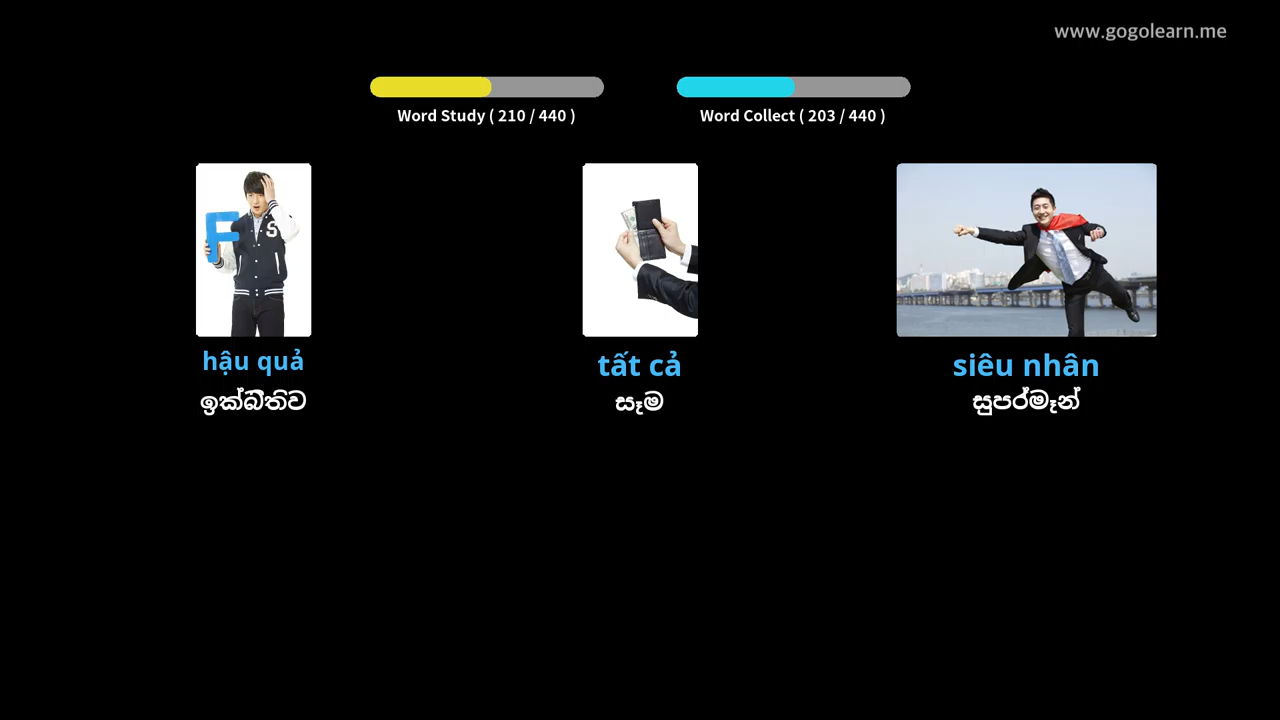 www.gogolearn.me
Word Study ( 210 / 440 )
Word Collect ( 203 / 440 )
F
S
hậu quả
tất cả
siêu nhân
ඉක්බිතිව
සෑම
සුපර්මෑන්